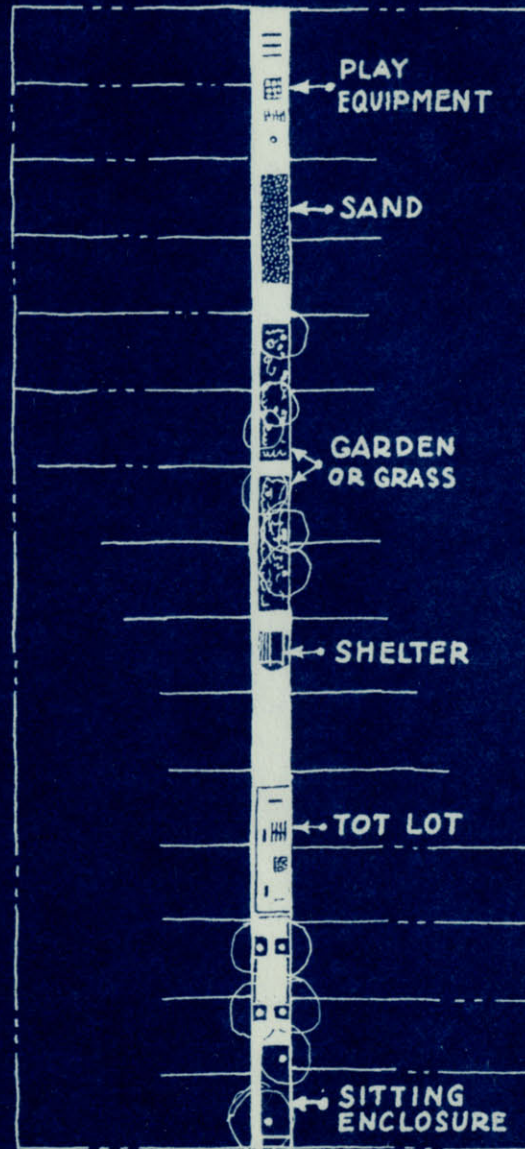 PLAY
EQUIPMENT
SAND
GARDEN
OR GRASS
SHELTER
TOT LOT
SITTING
ENCLOSURE